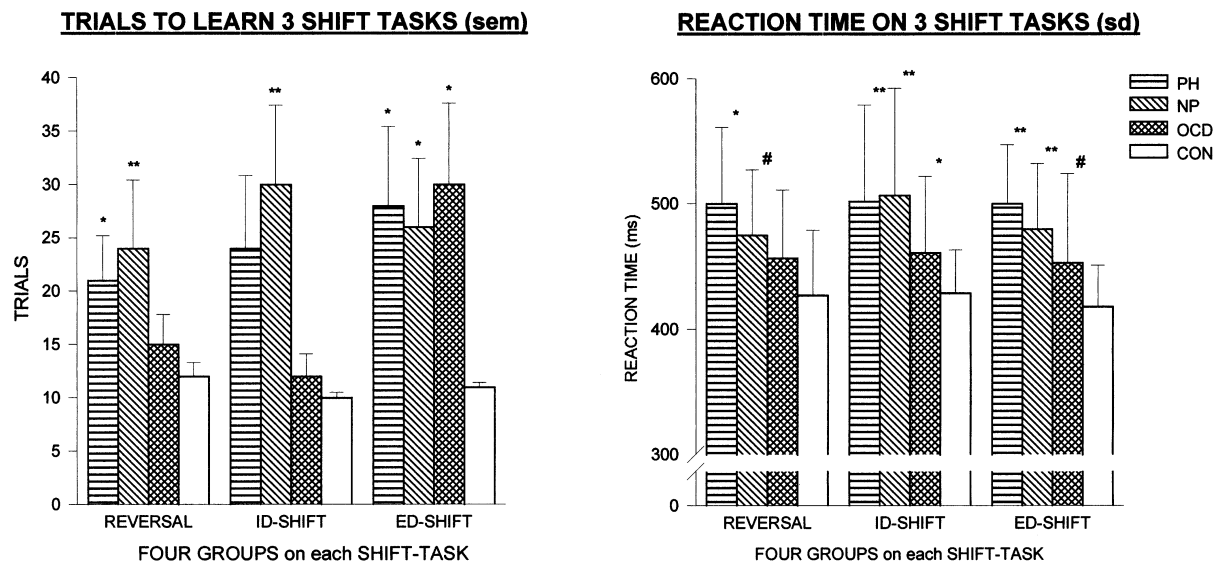 TRIALS TO LEARN 3 SHIFT TASKS (sem)
40
35
30
25
20
15
10
5
0
TRIALS
*
**
**
*
*
*
REVERSAL
ID-SHIFT
ED-SHIFT
FOUR GROUPS on each SHIFT-TASK
REACTION TIME ON 3 SHIFT TASKS (sd)
600
500
400
300
0
REACTION TIME (ms)
*
#
**
**
*
**
**
#
REVERSAL
ID-SHIFT
ED-SHIFT
FOUR GROUPS on each SHIFT-TASK
PH
NP
OCD
CON